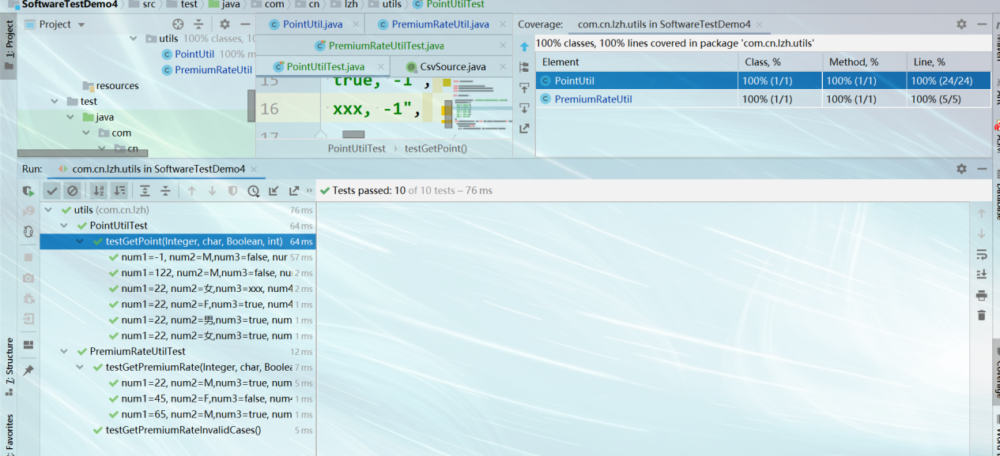 SoftwareTestDemo4 › src › test › java › com › cn › lzh › utils › PointUtilTest
1: Project
Project
utils 100% classes,
PointUtil 100% m
PremiumRateUtil
resources
test
java
com
cn
PointUtil.java
PremiumRateUtil.java
PremiumRateUtilTest.java
PointUtilTest.java
CsvSource.java
15 true, -1",
16 xxx, -1",
17
PointUtilTest › testGetPoint()
Coverage: com.cn.lzh.utils in SoftwareTestDemo4
100% classes, 100% lines covered in package 'com.cn.lzh.utils'
Element Class, % Method, % Line, %
PointUtil 100% (1/1) 100% (1/1) 100% (24/24)
PremiumRateUtil 100% (1/1) 100% (1/1) 100% (5/5)
Run: com.cn.lzh.utils in SoftwareTestDemo4
Tests passed: 10 of 10 tests – 76 ms
utils (com.cn.lzh) 76 ms
PointUtilTest 64 ms
testGetPoint(Integer, char, Boolean, int) 64 ms
num1=-1, num2=M,num3=false, nur 57 ms
num1=122, num2=M,num3=false, nu 2 ms
num1=22, num2=女,num3=xxx, num4 2 ms
num1=22, num2=F,num3=true, num4 1 ms
num1=22, num2=男,num3=true, num 1 ms
num1=22, num2=女,num3=true, num 1 ms
PremiumRateUtilTest 12 ms
testGetPremiumRate(Integer, char, Boolea 7 ms
num1=22, num2=M,num3=true, num 5 ms
num1=45, num2=F,num3=false, num4 1 ms
num1=65, num2=M,num3=true, num 1 ms
testGetPremiumRateInvalidCases() 5 ms
7: Structure
Favorites
Database
Coverage